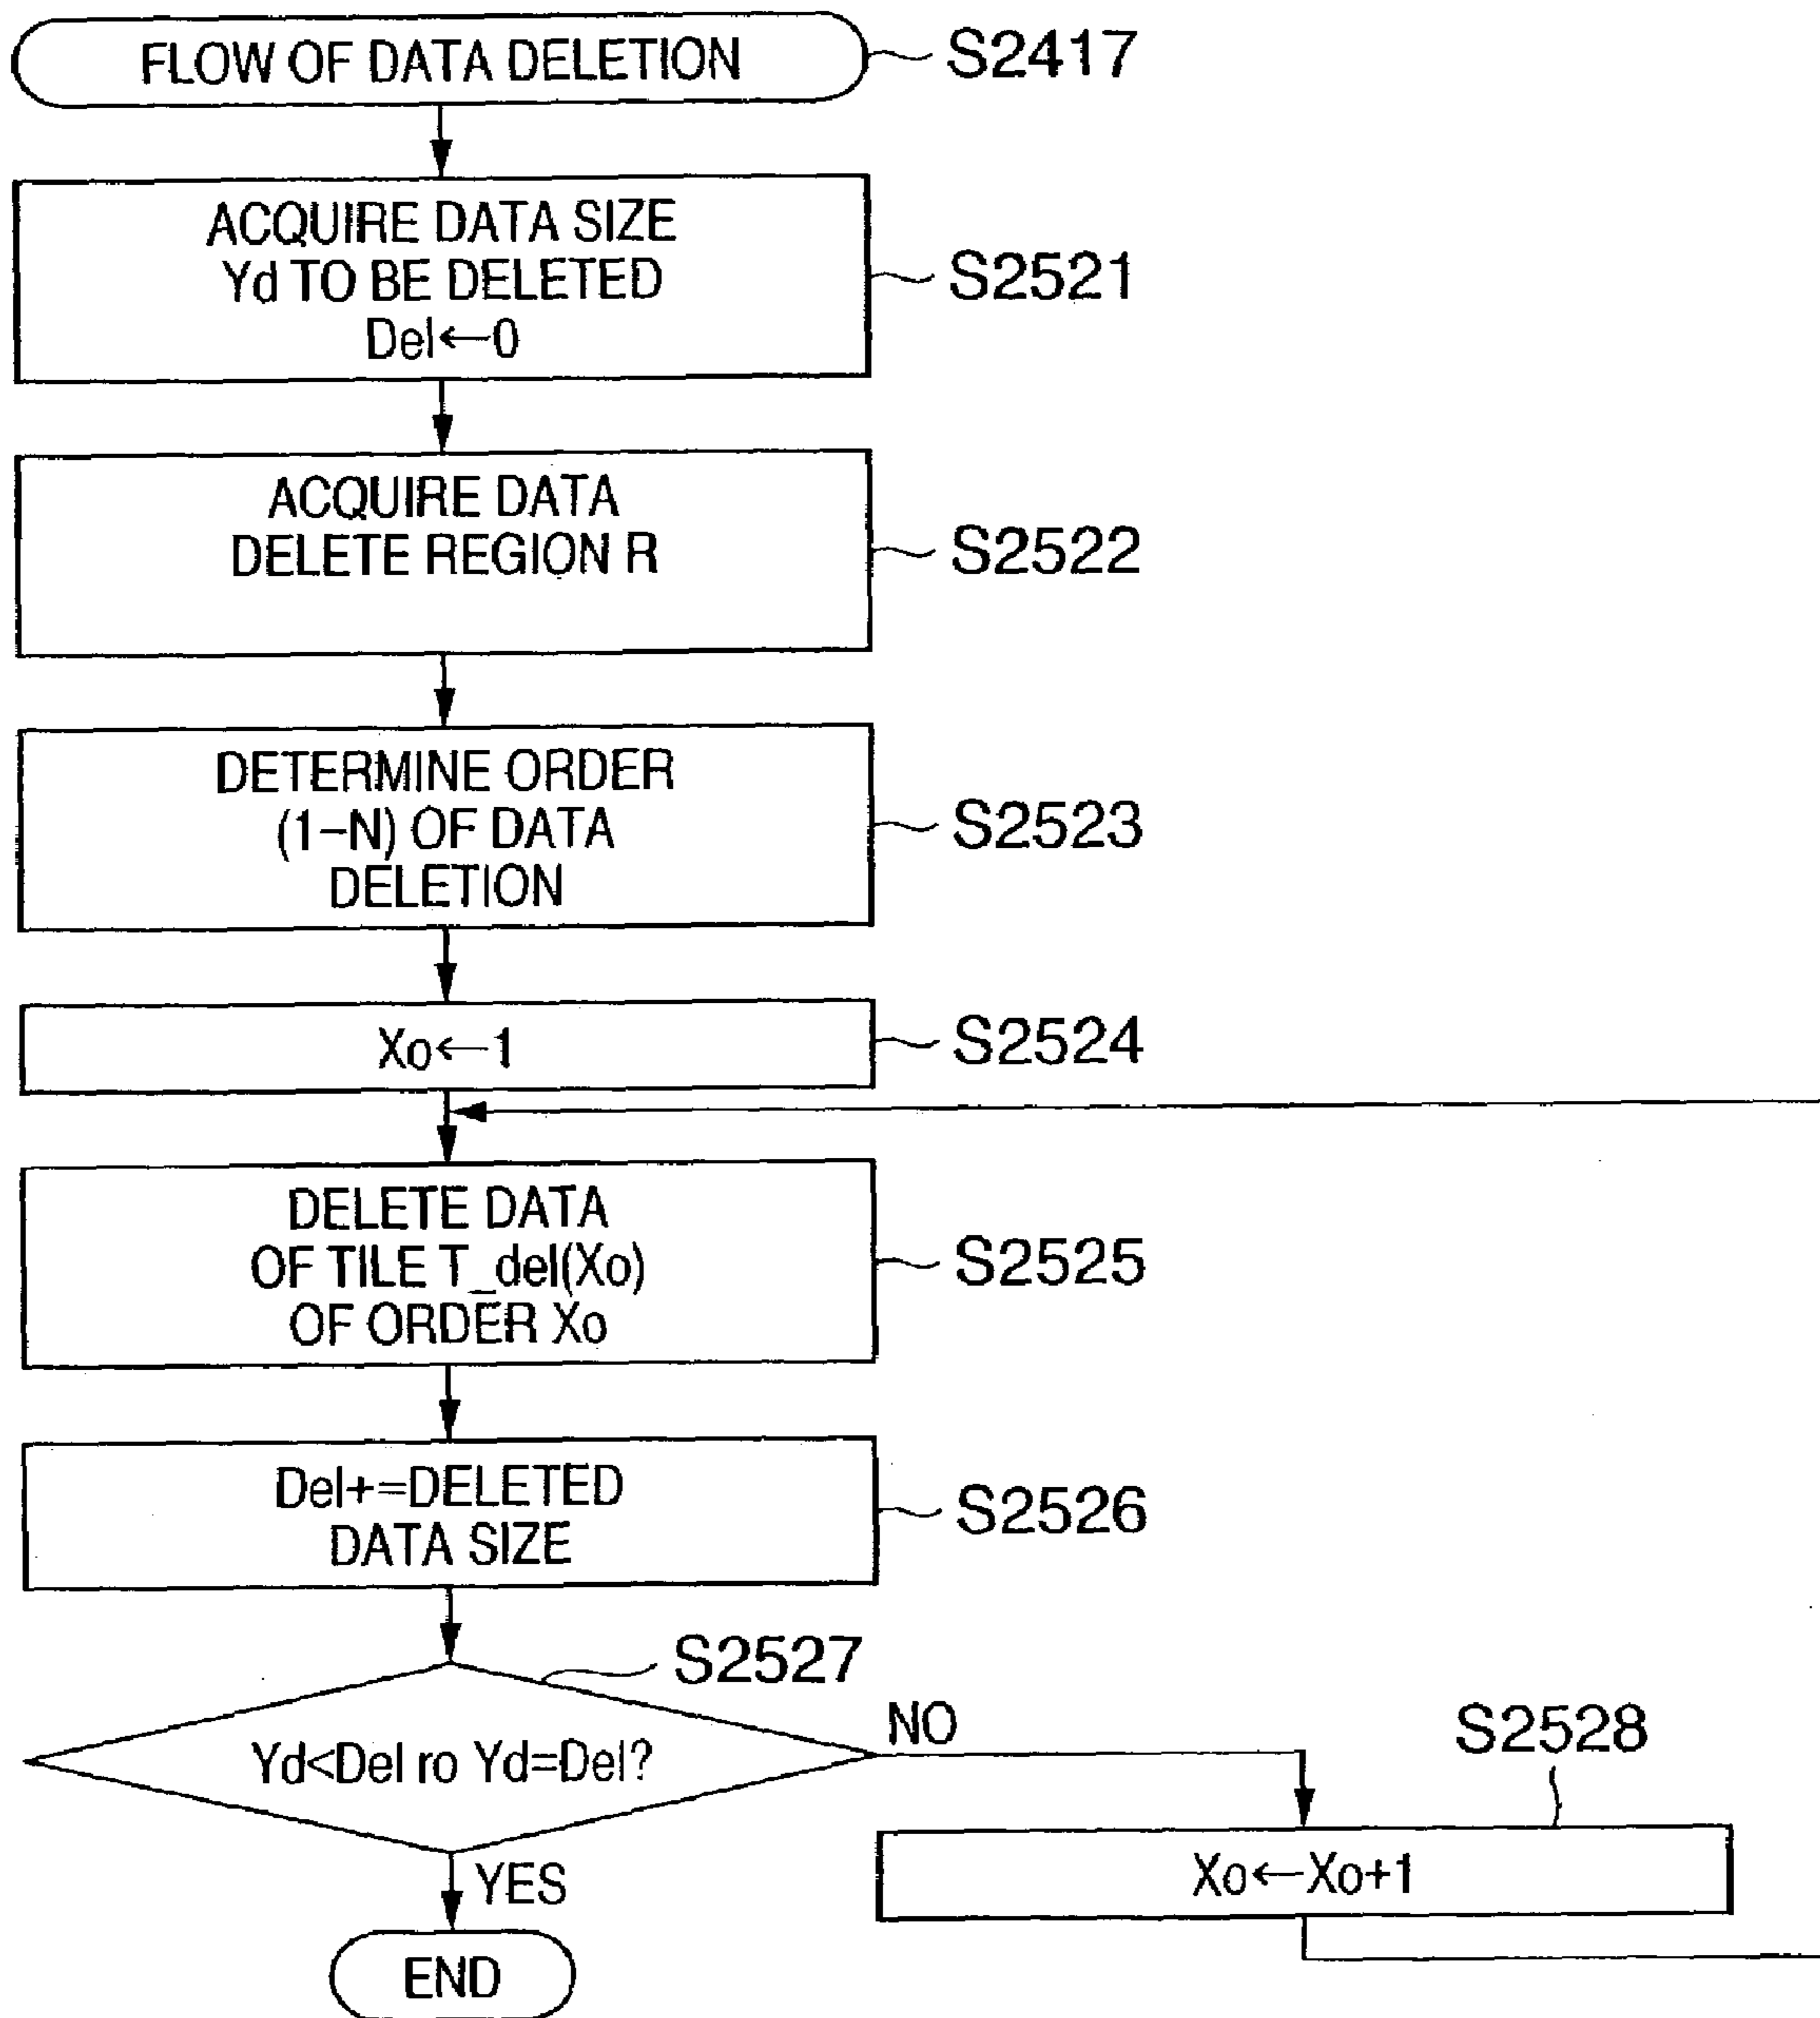 FLOW OF DATA DELETION
S2417
ACQUIRE DATA SIZE
Yd TO BE DELETED
Del←0
S2521
ACQUIRE DATA
DELETE REGION R
S2522
DETERMINE ORDER
(1-N) OF DATA
DELETION
S2523
Xo←1
S2524
DELETE DATA
OF TILE T_del(Xo)
OF ORDER Xo
S2525
Del+=DELETED
DATA SIZE
S2526
S2527
Yd<Del ro Yd=Del?
NO
S2528
Xo←Xo+1
YES
END